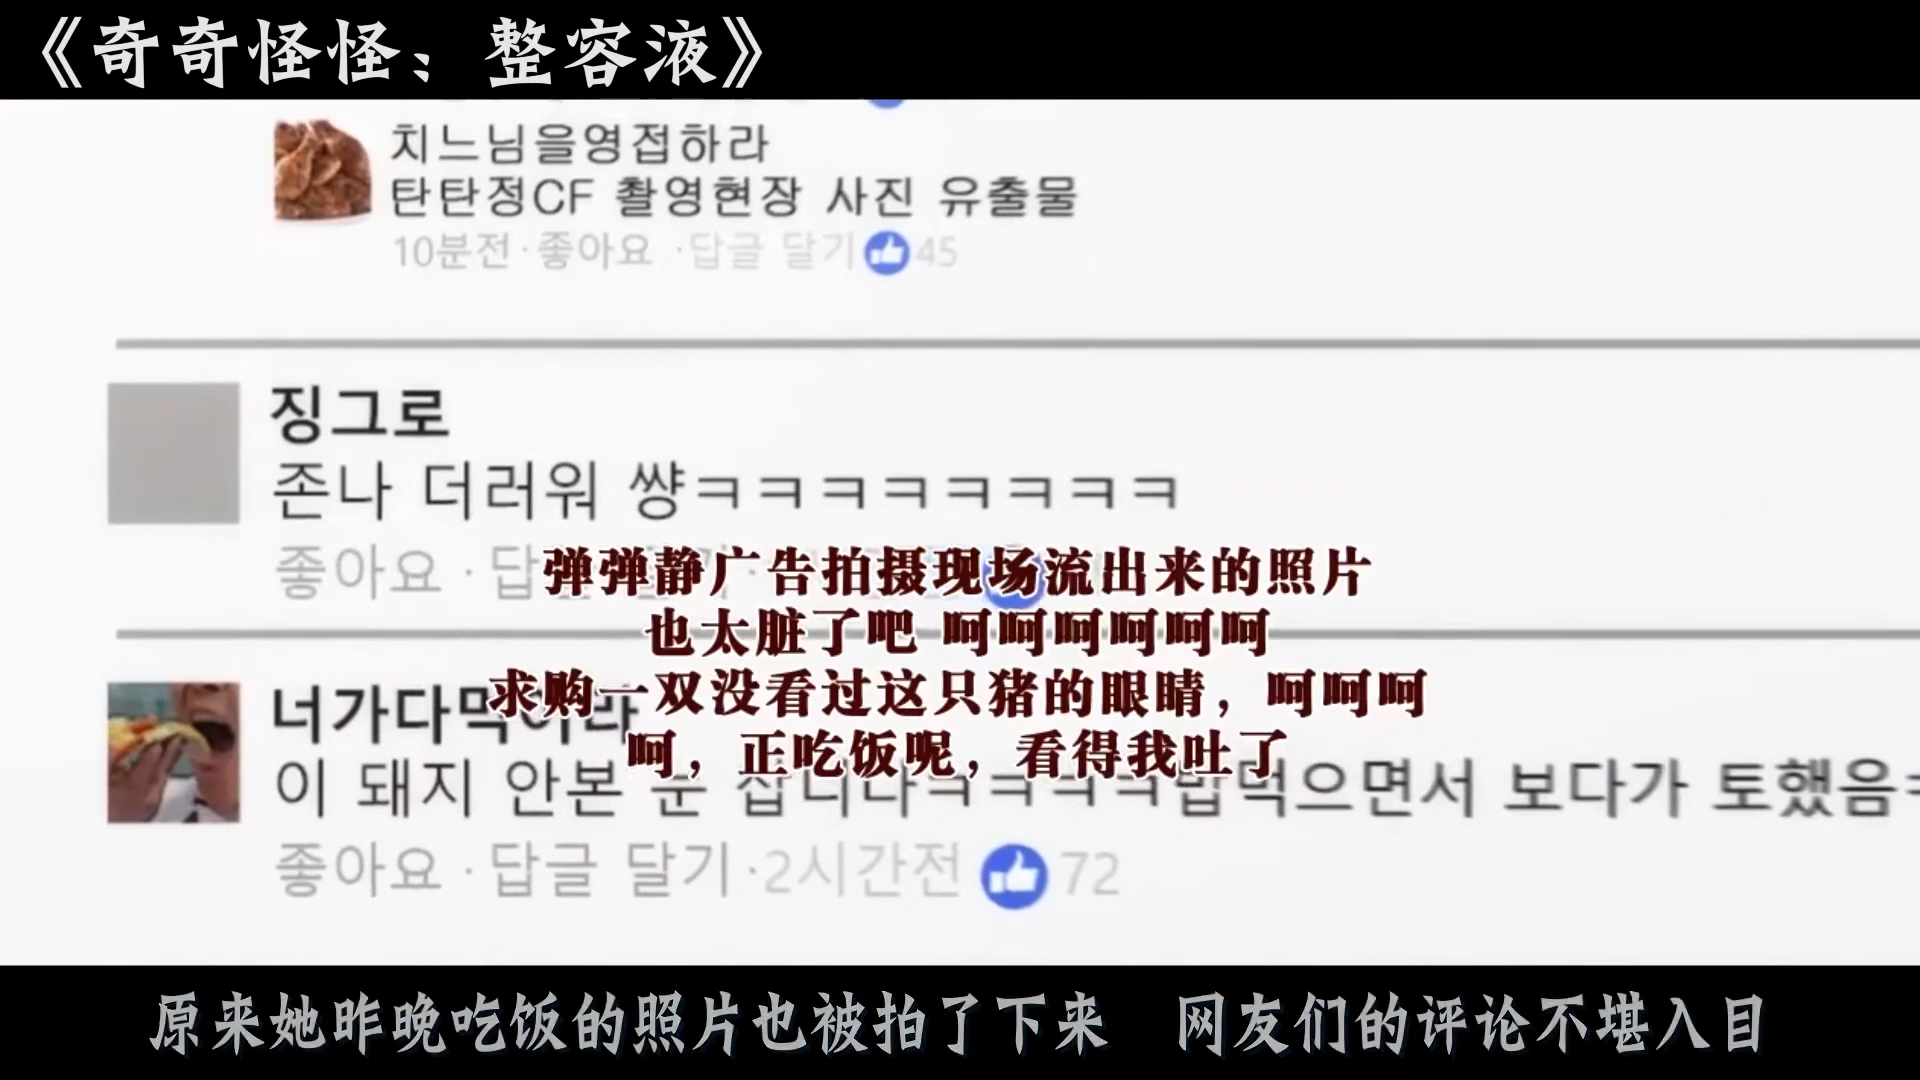 《奇奇怪怪：整容液》
치느님을영접하라
탄탄정CF 촬영현장 사진 유출물
10분전 · 좋아요 · 답글 달기 45
징그로
존나 더러워 썅ㅋㅋㅋㅋㅋㅋㅋㅋ
좋아요 ·
弹弹静广告拍摄现场流出来的照片
也太脏了吧 呵呵呵呵呵呵
求购一双没看过这只猪的眼睛，呵呵呵
呵，正吃饭呢，看得我吐了
너가다먹어라
이 돼지 안본 눈 삽니다ㅋㅋㅋㅋ밥먹으면서 보다가 토했음ㅋ
좋아요 · 답글 달기 · 2시간전 72
原来她昨晚吃饭的照片也被拍了下来 网友们的评论不堪入目